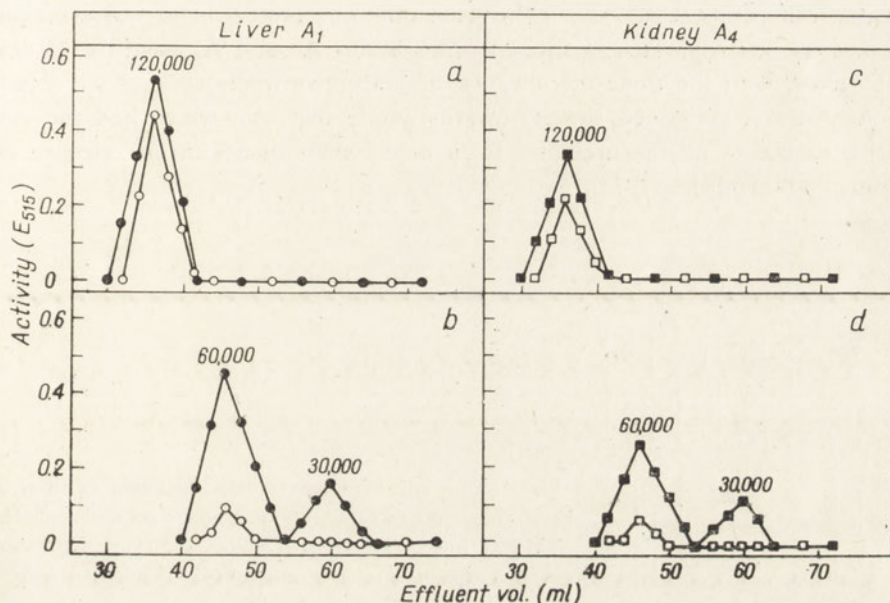 Liver A1
Kidney A4
a
c
120,000
120,000
0.6
0.4
0.2
0
b
d
60,000
30,000
60,000
30,000
0.6
0.4
0.2
0
Activity (E515)
30 40 50 60 70
30 40 50 60 70
Effluent vol. (ml)